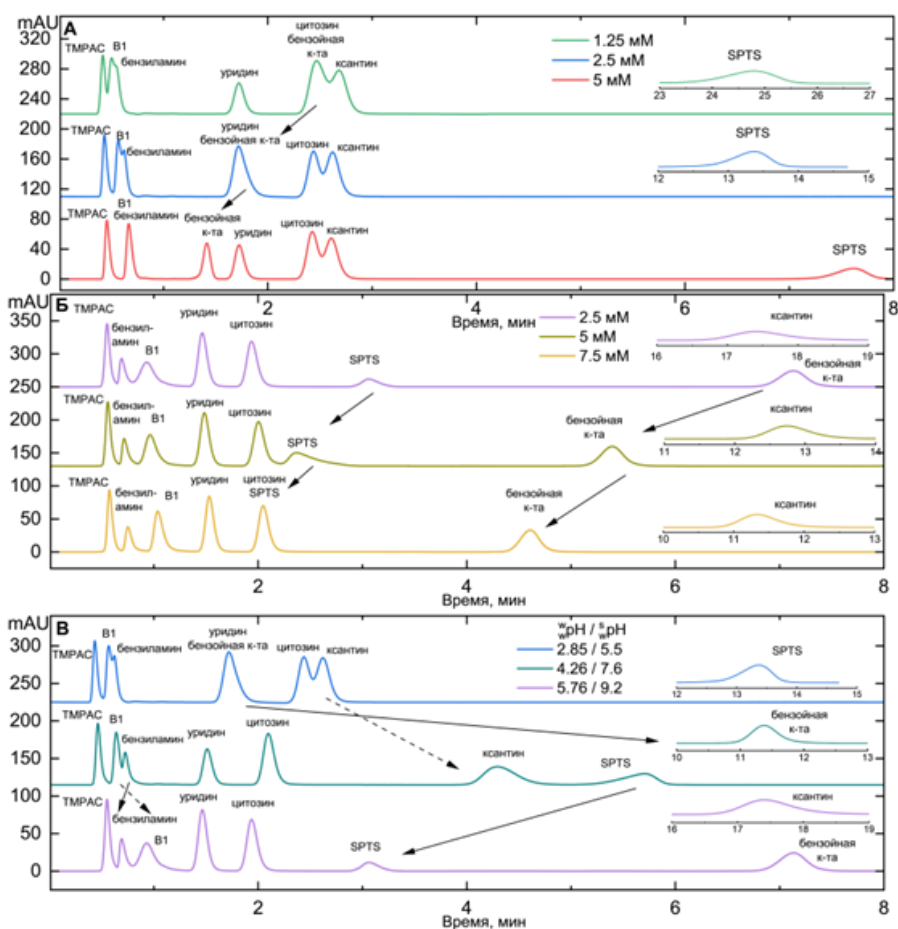 mAU
А
320
280
240
200
160
120
80
40
0
TMPAC
B1
бензиламин
уридин
цитозин
бензойная
к-та
ксантин
1.25 мМ
2.5 мМ
5 мМ
SPTS
23 24 25 26 27
TMPAC
B1
бензиламин
уридин
бензойная к-та
цитозин
ксантин
SPTS
12 13 14 15
TMPAC
B1
бензиламин
бензойная
к-та
уридин
цитозин
ксантин
SPTS
2 4 6 8
Время, мин
mAU
Б
350
300
250
200
150
100
50
0
TMPAC
бензил-
амин
B1
уридин
цитозин
SPTS
2.5 мМ
5 мМ
7.5 мМ
ксантин
16 17 18 19
бензойная
к-та
TMPAC
бензил-
амин
B1
уридин
цитозин
SPTS
бензойная
к-та
ксантин
11 12 13 14
TMPAC
бензил-
амин
B1
уридин
цитозин
SPTS
бензойная
к-та
ксантин
10 11 12 13
2 4 6 8
Время, мин
mAU
В
300
250
200
150
100
50
0
TMPAC
B1
бензиламин
уридин
бензойная к-та
цитозин
ксантин
wwpH / swpH
2.85 / 5.5
4.26 / 7.6
5.76 / 9.2
SPTS
12 13 14 15
TMPAC
B1
бензиламин
уридин
цитозин
ксантин
SPTS
бензойная
к-та
10 11 12 13
TMPAC
бензиламин
B1
уридин
цитозин
SPTS
ксантин
16 17 18 19
бензойная
к-та
2 4 6 8
Время, мин